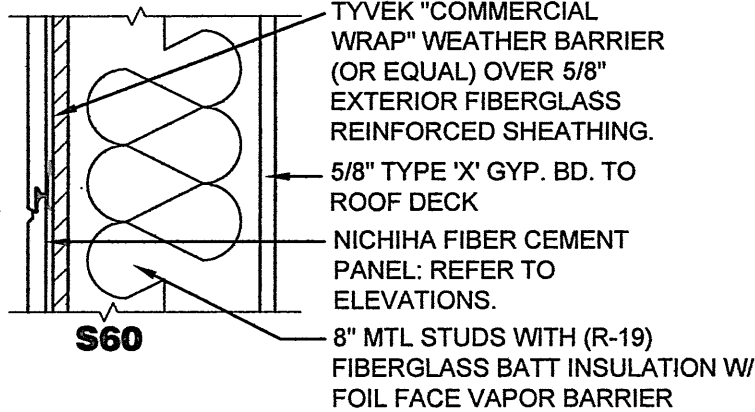 TYVEK "COMMERCIAL
WRAP" WEATHER BARRIER
(OR EQUAL) OVER 5/8"
EXTERIOR FIBERGLASS
REINFORCED SHEATHING.
5/8" TYPE 'X' GYP. BD. TO
ROOF DECK
NICHIHA FIBER CEMENT
PANEL: REFER TO
ELEVATIONS.
8" MTL STUDS WITH (R-19)
FIBERGLASS BATT INSULATION W/
FOIL FACE VAPOR BARRIER
S60